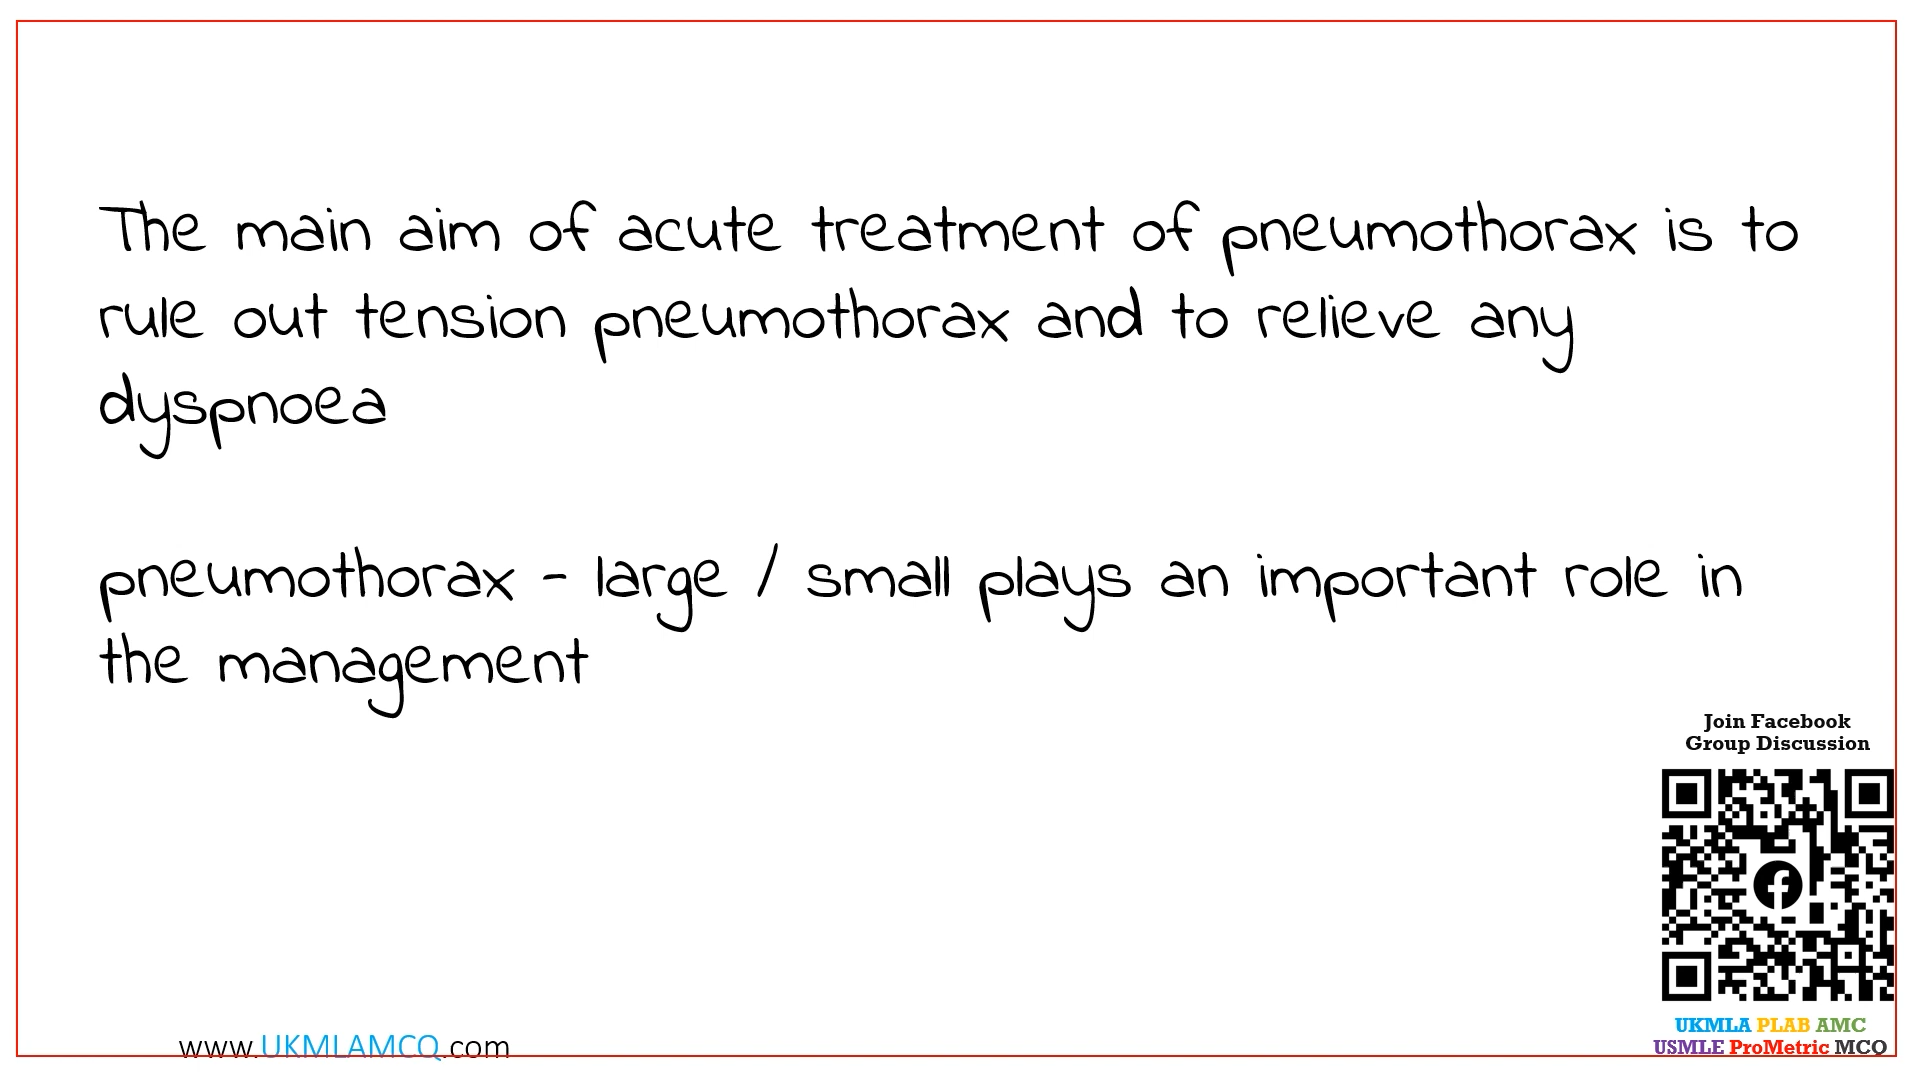 The main aim of acute treatment of pneumothorax is to
rule out tension pneumothorax and to relieve any
dyspnoea
pneumothorax - large / small plays an important role in
the management
Join Facebook
Group Discussion
UKMLA PLAB AMC
USMLE ProMetric MCQ
www.UKMLAMCQ.com